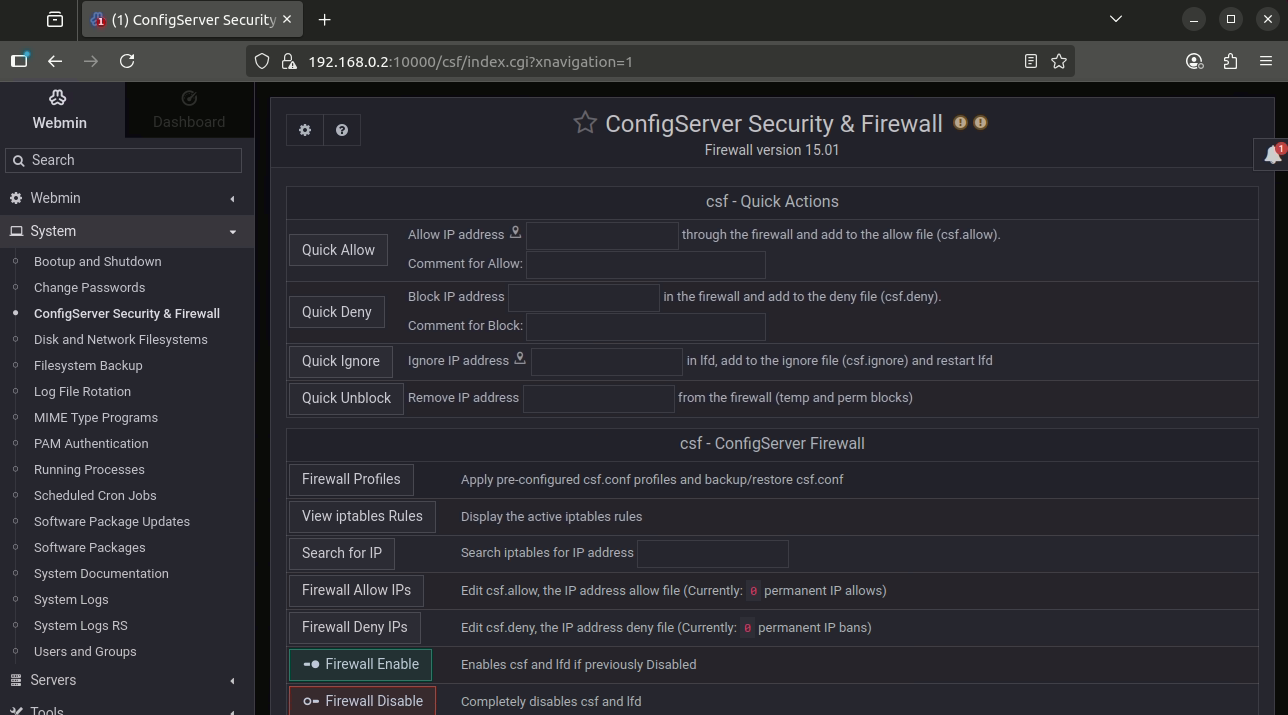 (1) ConfigServer Security
192.168.0.2:10000/csf/index.cgi?xnavigation=1
Webmin
Dashboard
Search
Webmin
System
Bootup and Shutdown
Change Passwords
ConfigServer Security & Firewall
Disk and Network Filesystems
Filesystem Backup
Log File Rotation
MIME Type Programs
PAM Authentication
Running Processes
Scheduled Cron Jobs
Software Package Updates
Software Packages
System Documentation
System Logs
System Logs RS
Users and Groups
Servers
Tools
ConfigServer Security & Firewall
Firewall version 15.01
1
csf - Quick Actions
Quick Allow
Allow IP address through the firewall and add to the allow file (csf.allow).
Comment for Allow:
Quick Deny
Block IP address in the firewall and add to the deny file (csf.deny).
Comment for Block:
Quick Ignore Ignore IP address in lfd, add to the ignore file (csf.ignore) and restart lfd
Quick Unblock Remove IP address from the firewall (temp and perm blocks)
csf - ConfigServer Firewall
Firewall Profiles Apply pre-configured csf.conf profiles and backup/restore csf.conf
View iptables Rules Display the active iptables rules
Search for IP Search iptables for IP address
Firewall Allow IPs Edit csf.allow, the IP address allow file (Currently: 0 permanent IP allows)
Firewall Deny IPs Edit csf.deny, the IP address deny file (Currently: 0 permanent IP bans)
Firewall Enable Enables csf and lfd if previously Disabled
Firewall Disable Completely disables csf and lfd